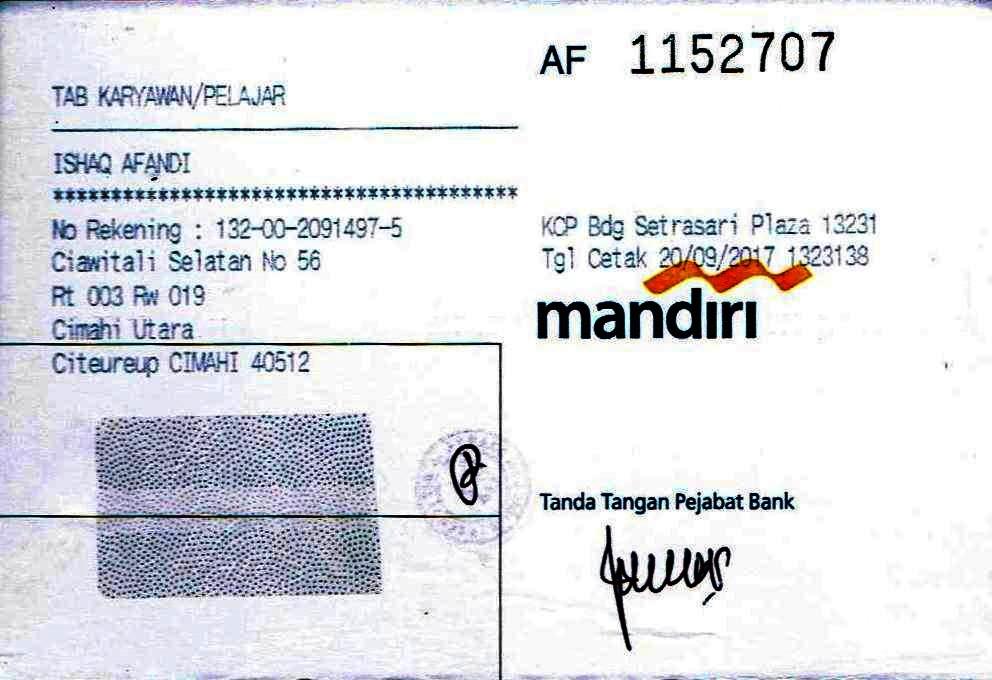 AF 1152707
TAB KARYAWAN/PELAJAR
ISHAQ AFANDI
****************************************
No Rekening : 132-00-2091497-5
Ciawitali Selatan No 56
Rt 003 Rw 019
Cimahi Utara
Citeureup CIMAHI 40512
KCP Bdg Setrasari Plaza 13231
Tgl Cetak 20/09/2017 1323138
mandiri
Tanda Tangan Pejabat Bank